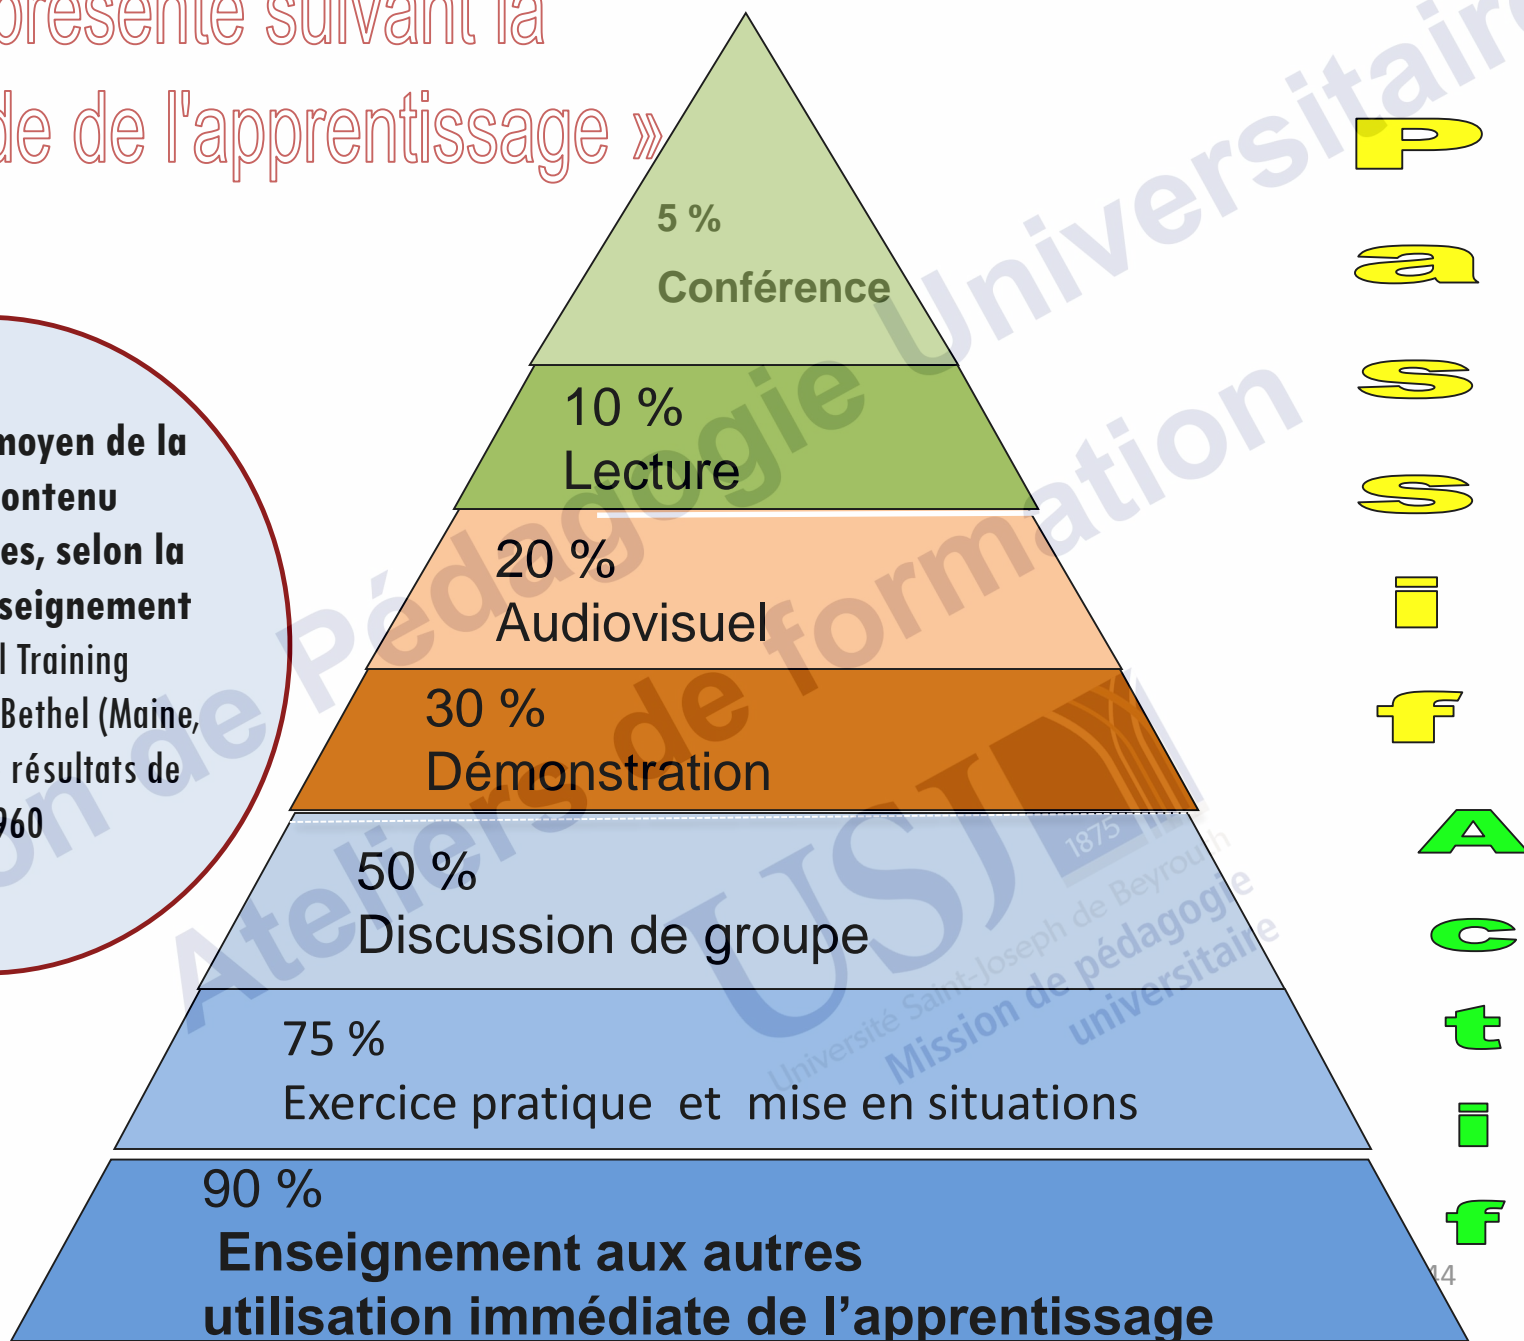 présenté suivant la
de de l'apprentissage »
5 %
Conférence
10 %
Lecture
20 %
Audiovisuel
30 %
Démonstration
50 %
Discussion de groupe
75 %
Exercice pratique et mise en situations
90 %
Enseignement aux autres
utilisation immédiate de l’apprentissage
moyen de la
contenu
es, selon la
seignement
l Training
Bethel (Maine,
résultats de
960
Passif
Actif
on de Pédagogie Universitaire
Ateliers de formation
USJ
1875
Université Saint-Joseph de Beyrouth
Mission de pédagogie
universitaire
44